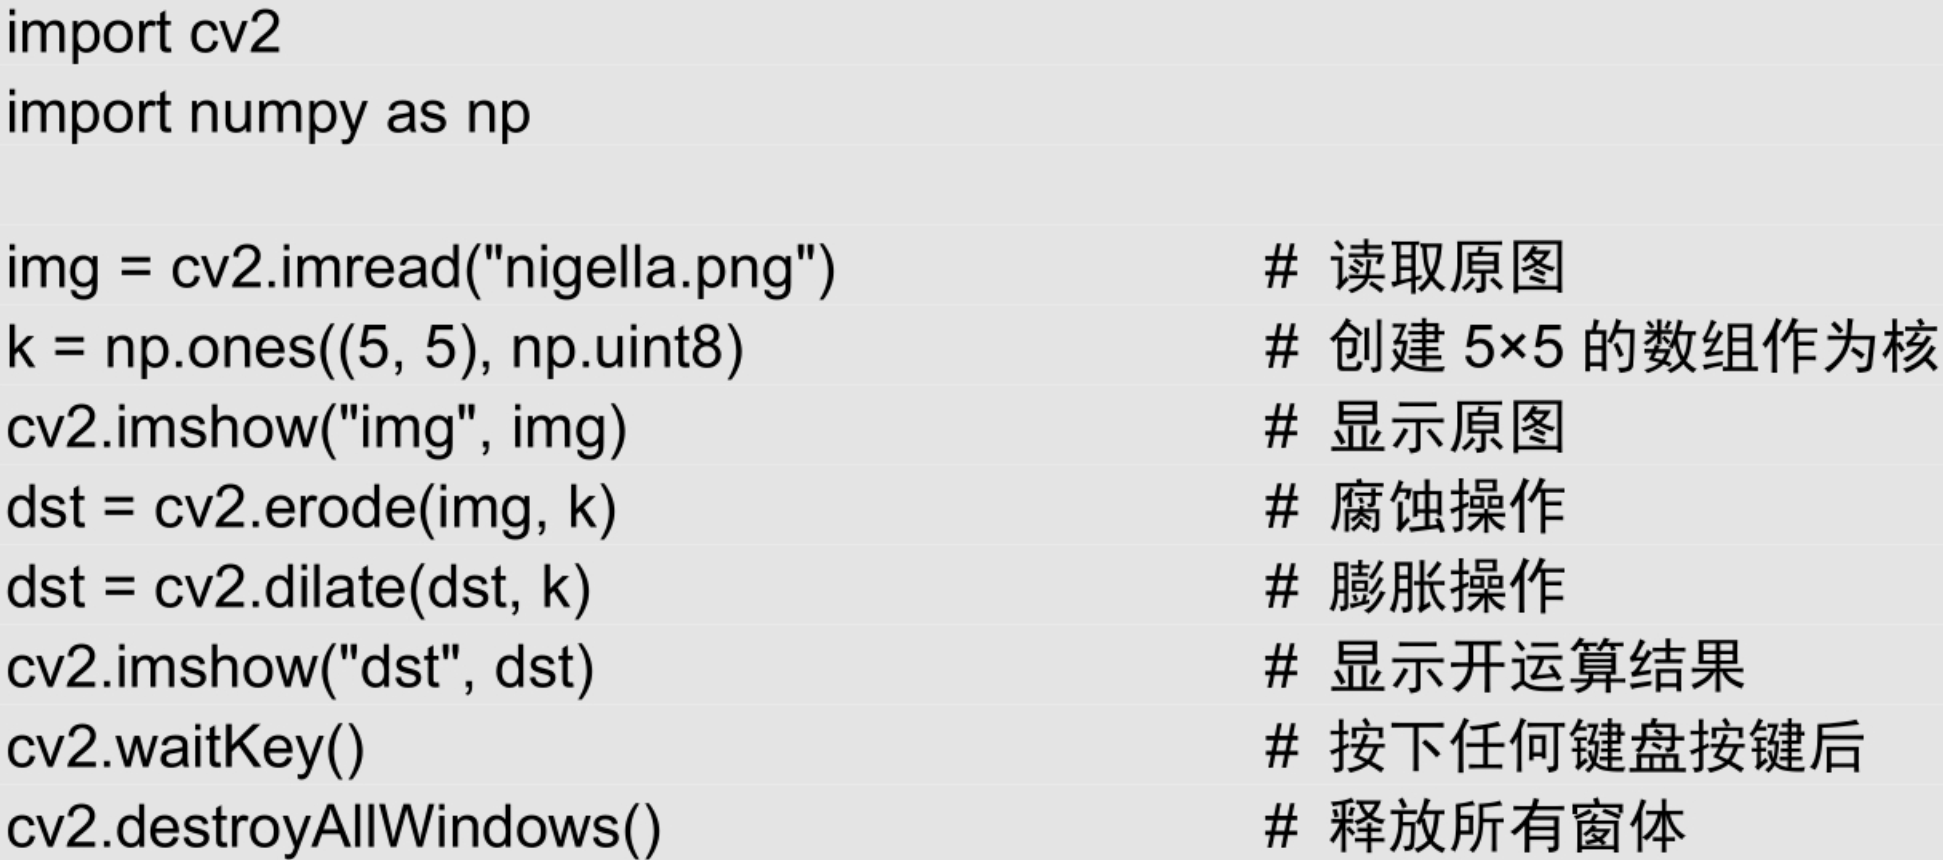 import cv2
import numpy as np
img = cv2.imread("nigella.png") # 读取原图
k = np.ones((5, 5), np.uint8) # 创建 5×5 的数组作为核
cv2.imshow("img", img) # 显示原图
dst = cv2.erode(img, k) # 腐蚀操作
dst = cv2.dilate(dst, k) # 膨胀操作
cv2.imshow("dst", dst) # 显示开运算结果
cv2.waitKey() # 按下任何键盘按键后
cv2.destroyAllWindows() # 释放所有窗体